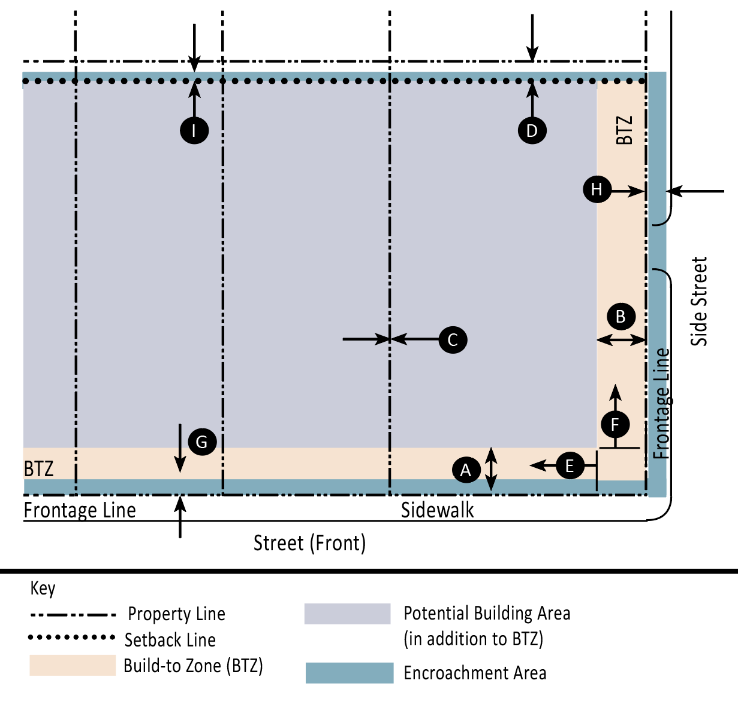 I
D
BTZ
H
B
Side Street
C
Frontage Line
F
G
A
E
BTZ
Frontage Line
Sidewalk
Street (Front)
Key
Property Line
Setback Line
Build-to Zone (BTZ)
Potential Building Area
(in addition to BTZ)
Encroachment Area